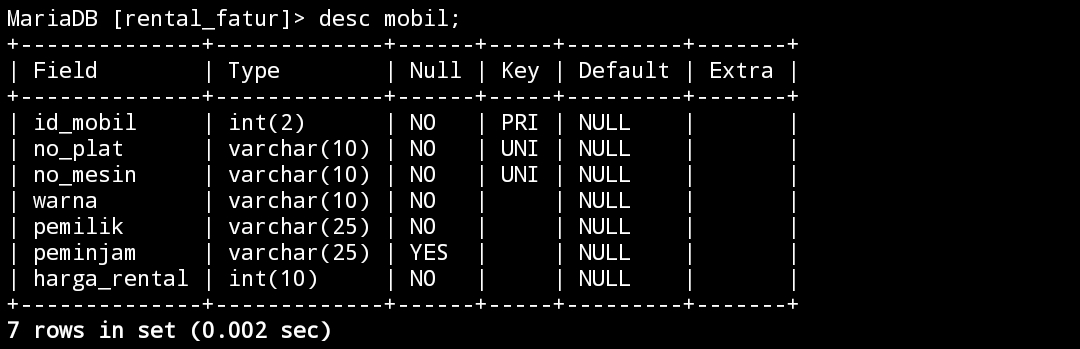 MariaDB [rental_fatur]> desc mobil;
+--------------+-------------+------+-----+---------+-------+
| Field        | Type        | Null | Key | Default | Extra |
+--------------+-------------+------+-----+---------+-------+
| id_mobil     | int(2)      | NO   | PRI | NULL    |       |
| no_plat      | varchar(10) | NO   | UNI | NULL    |       |
| no_mesin     | varchar(10) | NO   | UNI | NULL    |       |
| warna        | varchar(10) | NO   |     | NULL    |       |
| pemilik      | varchar(25) | NO   |     | NULL    |       |
| peminjam     | varchar(25) | YES  |     | NULL    |       |
| harga_rental | int(10)     | NO   |     | NULL    |       |
+--------------+-------------+------+-----+---------+-------+
7 rows in set (0.002 sec)